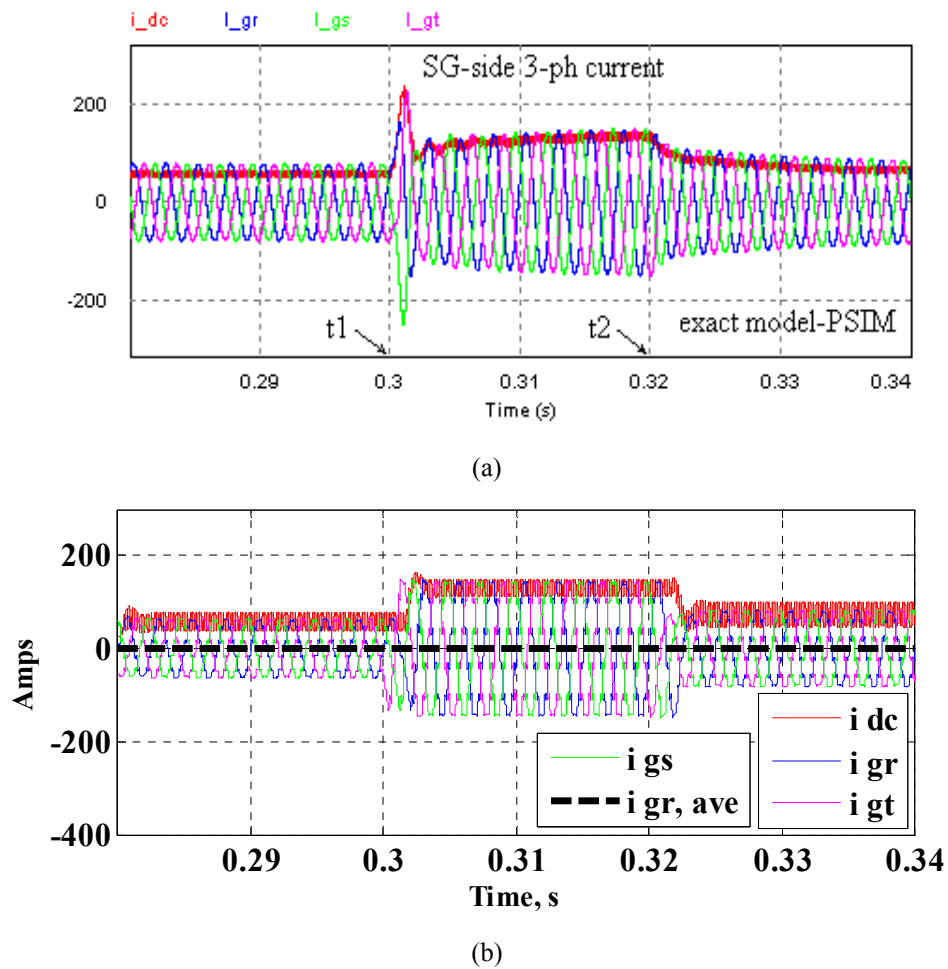 i_dc I_gr I_gs I_gt
SG-side 3-ph current
200
0
-200
t1
t2
exact model-PSIM
0.29 0.3 0.31 0.32 0.33 0.34
Time (s)
(a)
200
0
-200
-400
Amps
i gs
i gr, ave
i dc
i gr
i gt
0.29 0.3 0.31 0.32 0.33 0.34
Time, s
(b)